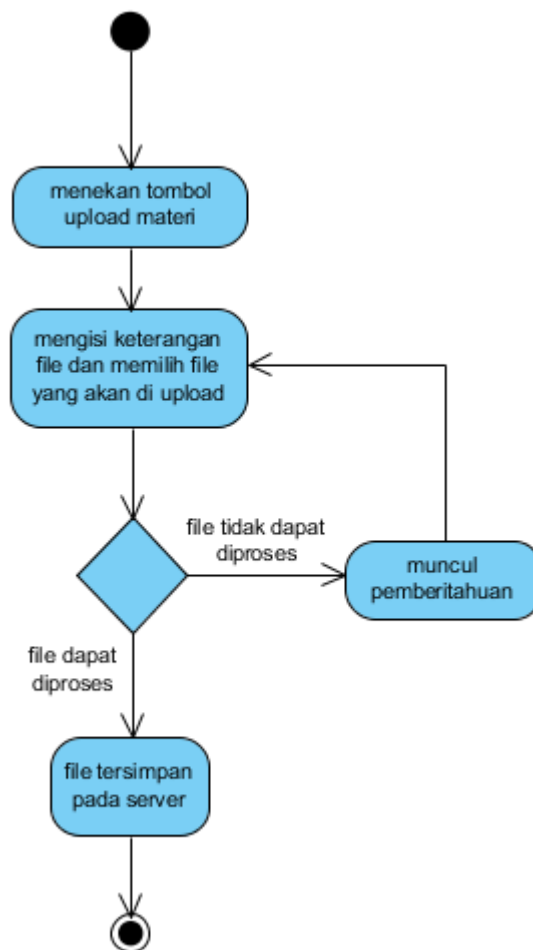 menekan tombol
upload materi
mengisi keterangan
file dan memilih file
yang akan di upload
file tidak dapat
diproses
muncul
pemberitahuan
file dapat
diproses
file tersimpan
pada server